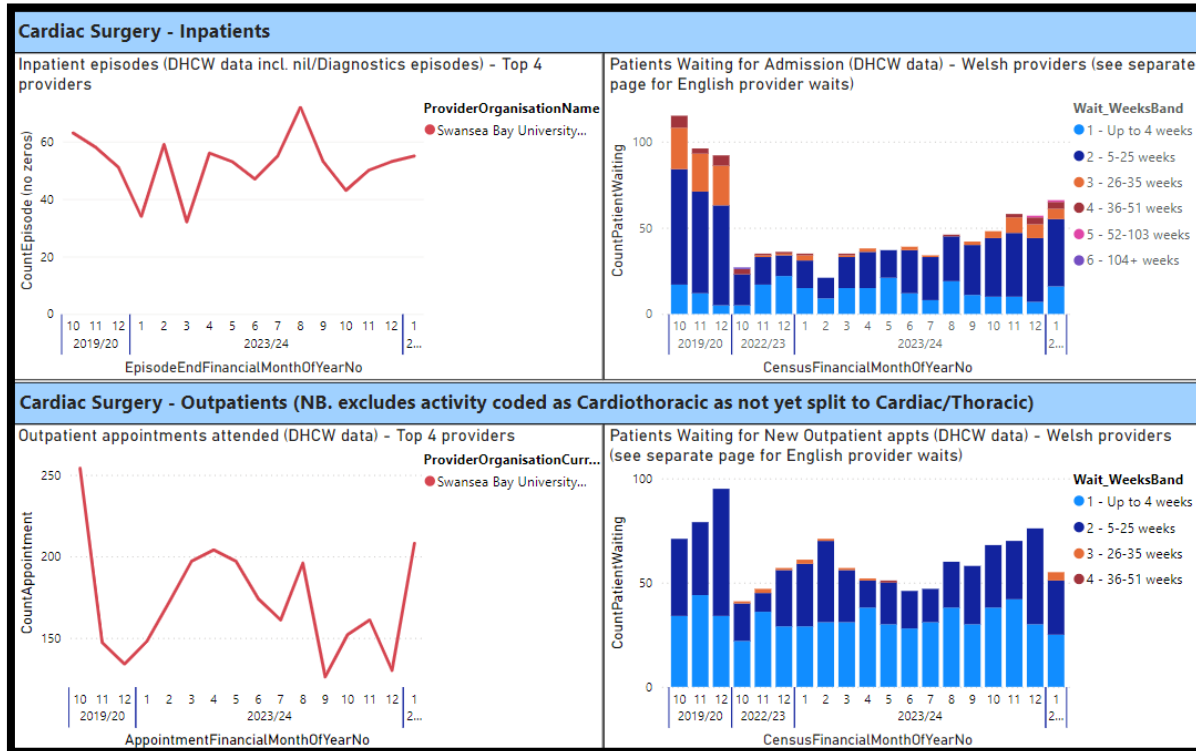 Cardiac Surgery - Inpatients
Inpatient episodes (DHCW data incl. nil/Diagnostics episodes) - Top 4
providers
ProviderOrganisationName
Swansea Bay University...
CountEpisode (no zeros)
60
40
20
0
10 11 12 1 2 3 4 5 6 7 8 9 10 11 12 1
2019/20 2023/24 2...
EpisodeEndFinancialMonthOfYearNo
Patients Waiting for Admission (DHCW data) - Welsh providers (see separate
page for English provider waits)
Wait_WeeksBand
1 - Up to 4 weeks
2 - 5-25 weeks
3 - 26-35 weeks
4 - 36-51 weeks
5 - 52-103 weeks
6 - 104+ weeks
CountPatientWaiting
100
50
0
10 11 12 10 11 12 1 2 3 4 5 6 7 8 9 10 11 12 1
2019/20 2022/23 2023/24 2...
CensusFinancialMonthOfYearNo
Cardiac Surgery - Outpatients (NB. excludes activity coded as Cardiothoracic as not yet split to Cardiac/Thoracic)
Outpatient appointments attended (DHCW data) - Top 4 providers
ProviderOrganisationCurr...
Swansea Bay University...
CountAppointment
250
200
150
10 11 12 1 2 3 4 5 6 7 8 9 10 11 12 1
2019/20 2023/24 2...
AppointmentFinancialMonthOfYearNo
Patients Waiting for New Outpatient appts (DHCW data) - Welsh providers
(see separate page for English provider waits)
Wait_WeeksBand
1 - Up to 4 weeks
2 - 5-25 weeks
3 - 26-35 weeks
4 - 36-51 weeks
CountPatientWaiting
100
50
0
10 11 12 10 11 12 1 2 3 4 5 6 7 8 9 10 11 12 1
2019/20 2022/23 2023/24 2...
CensusFinancialMonthOfYearNo